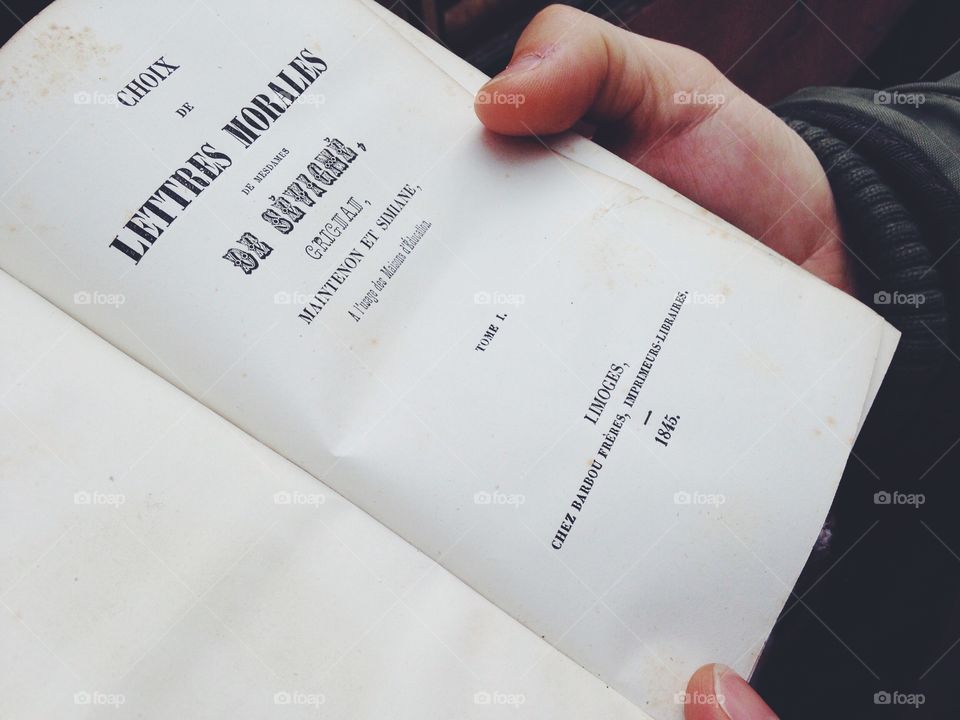 CHOIX
DE
LETTRES MORALES
DE MESDAMES
DE SÉVIGNÉ,
GRIGNAN,
MAINTENON ET SIMIANE,
A l'usage des Maisons d'Éducation.
TOME I.
LIMOGES,
CHEZ BARBOU FRÈRES, IMPRIMEURS-LIBRAIRES.
—
1845.